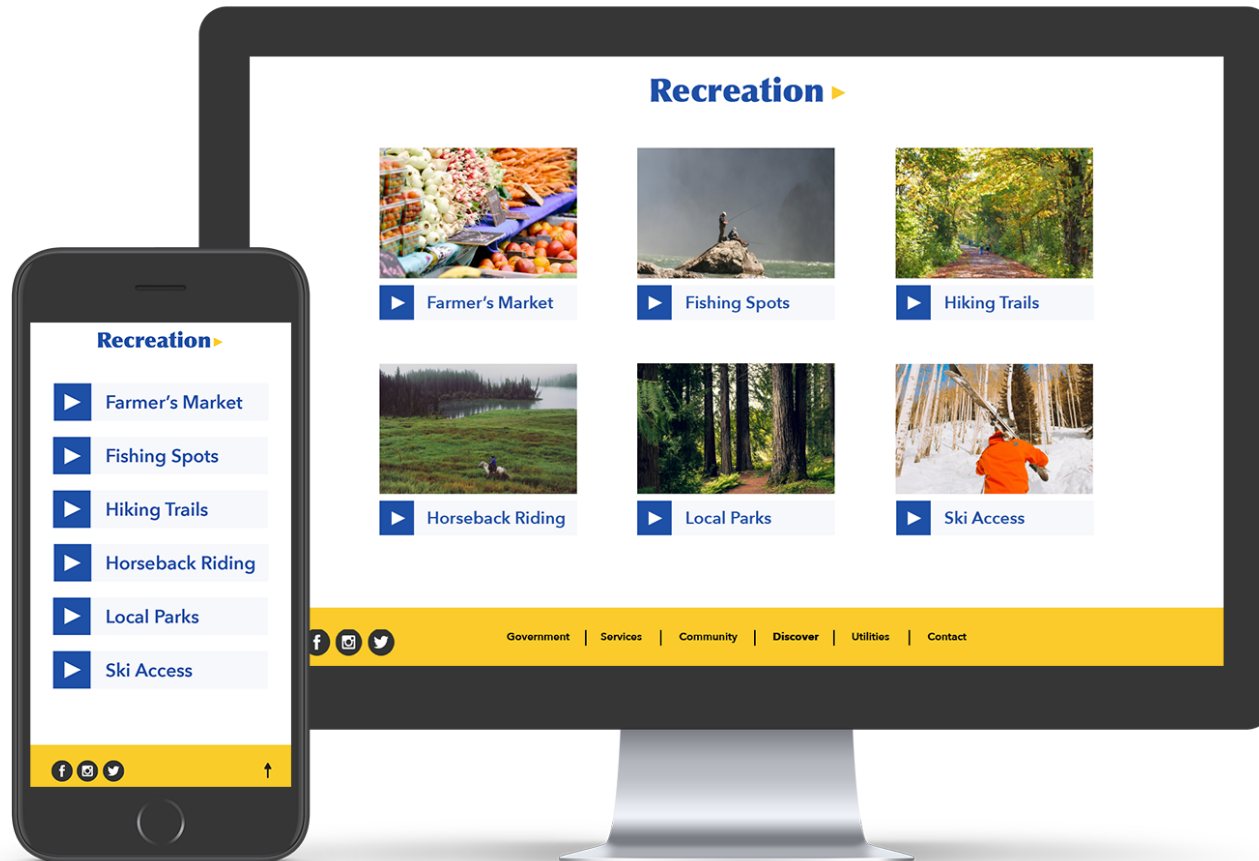 Recreation
Farmer's Market
Fishing Spots
Hiking Trails
Horseback Riding
Local Parks
Ski Access
Government | Services | Community | Discover | Utilities | Contact
Recreation
Farmer's Market
Fishing Spots
Hiking Trails
Horseback Riding
Local Parks
Ski Access